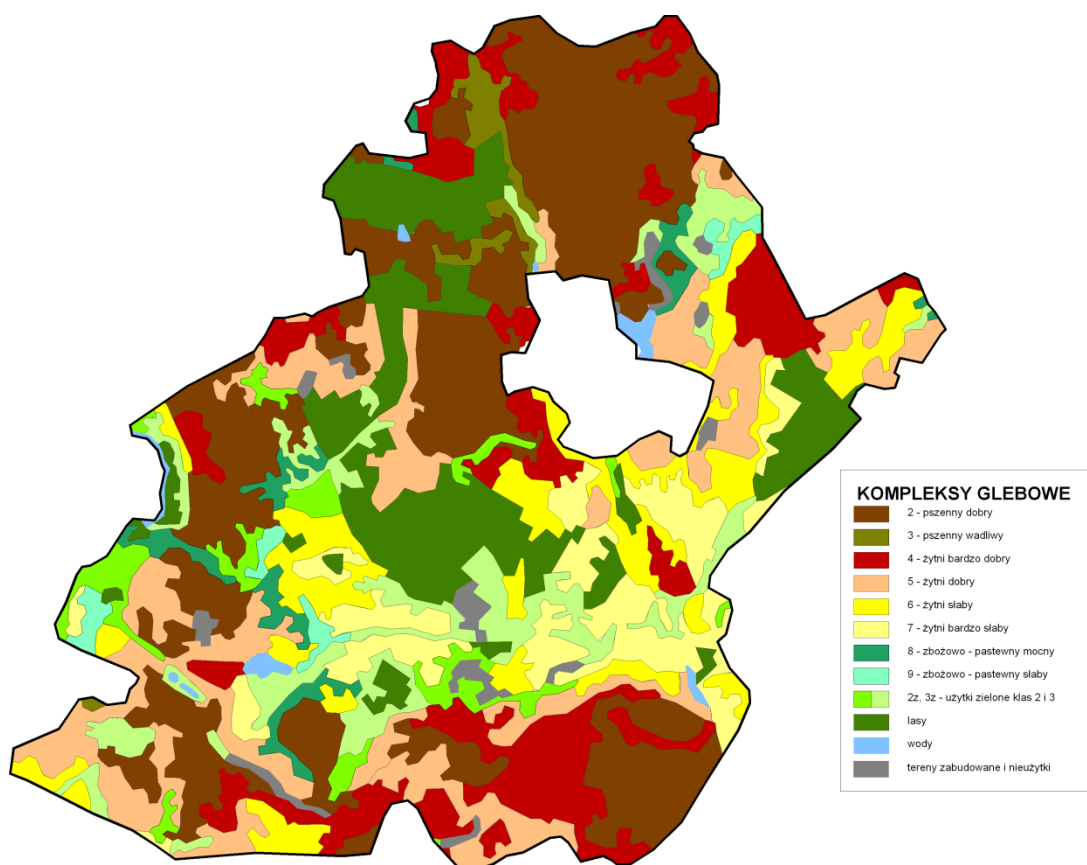 KOMPLEKSY GLEBOWE
2 - pszenny dobry
3 - pszenny wadliwy
4 - żytni bardzo dobry
5 - żytni dobry
6 - żytni słaby
7 - żytni bardzo słaby
8 - zbożowo - pastewny mocny
9 - zbożowo - pastewny słaby
2z, 3z - użytki zielone klas 2 i 3
lasy
wody
tereny zabudowane i nieużytki